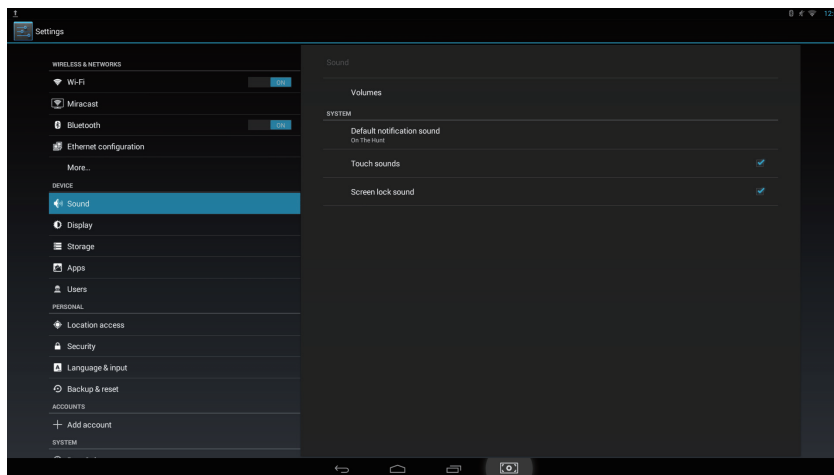 12:
Settings
WIRELESS & NETWORKS
Wi-Fi
ON
Miracast
Bluetooth
ON
Ethernet configuration
More...
DEVICE
Sound
Display
Storage
Apps
Users
PERSONAL
Location access
Security
A
Language & input
Backup & reset
ACCOUNTS
Add account
SYSTEM
Sound
Volumes
SYSTEM
Default notification sound
On The Hunt
Touch sounds
Screen lock sound